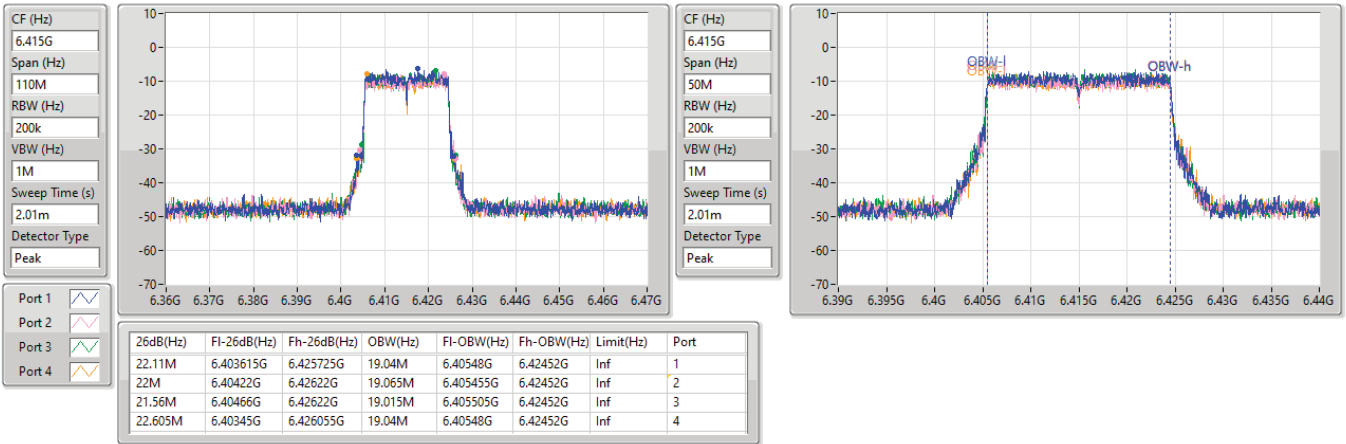 CF (Hz)
6.415G
Span (Hz)
110M
RBW (Hz)
200k
VBW (Hz)
1M
Sweep Time (s)
2.01m
Detector Type
Peak
10
0
-10
-20
-30
-40
-50
-60
-70
6.36G 6.37G 6.38G 6.39G 6.4G 6.41G 6.42G 6.43G 6.44G 6.45G 6.46G 6.47G
CF (Hz)
6.415G
Span (Hz)
50M
RBW (Hz)
200k
VBW (Hz)
1M
Sweep Time (s)
2.01m
Detector Type
Peak
10
0
-10
-20
-30
-40
-50
-60
-70
OBW-l
OBW-h
6.39G 6.395G 6.4G 6.405G 6.41G 6.415G 6.42G 6.425G 6.43G 6.435G 6.44G
Port 1
Port 2
Port 3
Port 4
26dB(Hz) Fl-26dB(Hz) Fh-26dB(Hz) OBW(Hz) Fl-OBW(Hz) Fh-OBW(Hz) Limit(Hz) Port
22.11M 6.403615G 6.425725G 19.04M 6.40548G 6.42452G Inf 1
22M 6.40422G 6.42622G 19.065M 6.405455G 6.42452G Inf 2
21.56M 6.40466G 6.42622G 19.015M 6.405505G 6.42452G Inf 3
22.605M 6.40345G 6.426055G 19.04M 6.40548G 6.42452G Inf 4